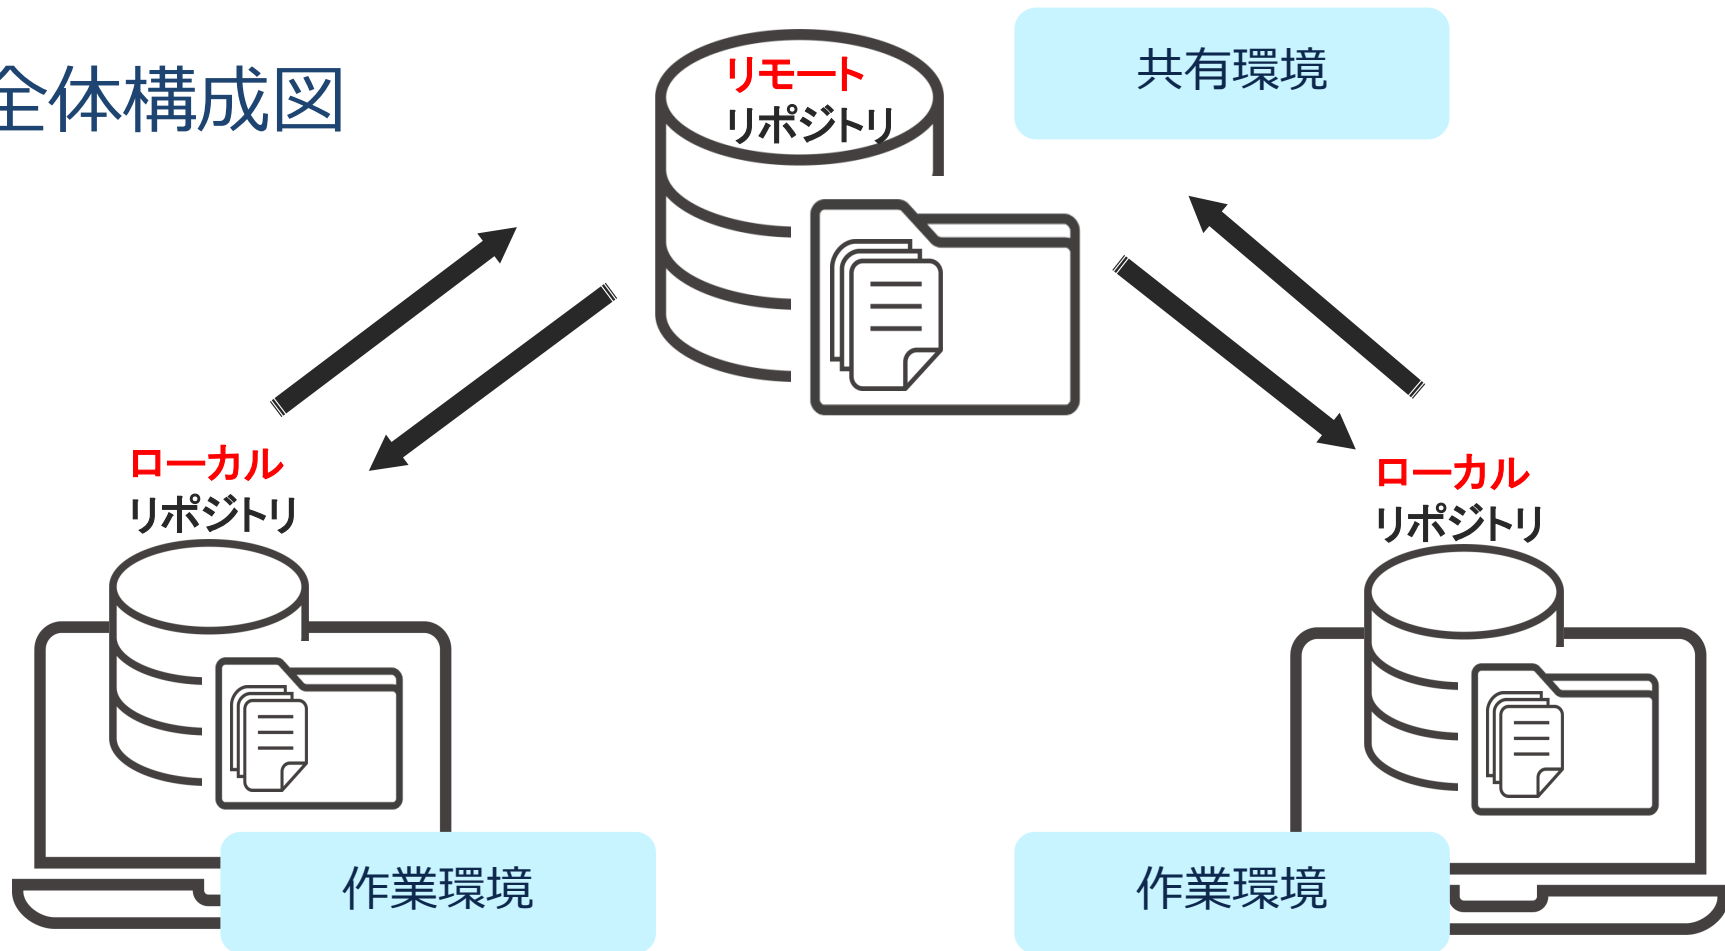 全体構成図
リモート
リポジトリ
共有環境
ローカル
リポジトリ
ローカル
リポジトリ
作業環境
作業環境